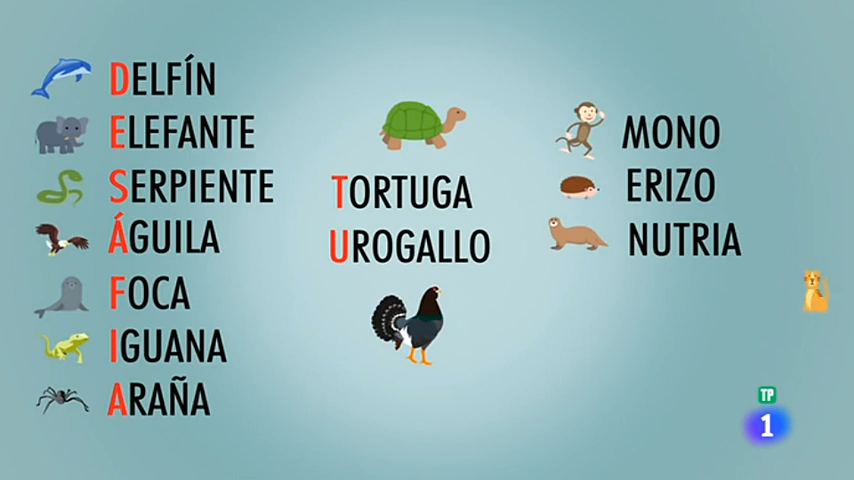 DELFÍN
ELEFANTE
SERPIENTE
ÁGUILA
FOCA
IGUANA
ARAÑA
TORTUGA
UROGALLO
MONO
ERIZO
NUTRIA
TP
1